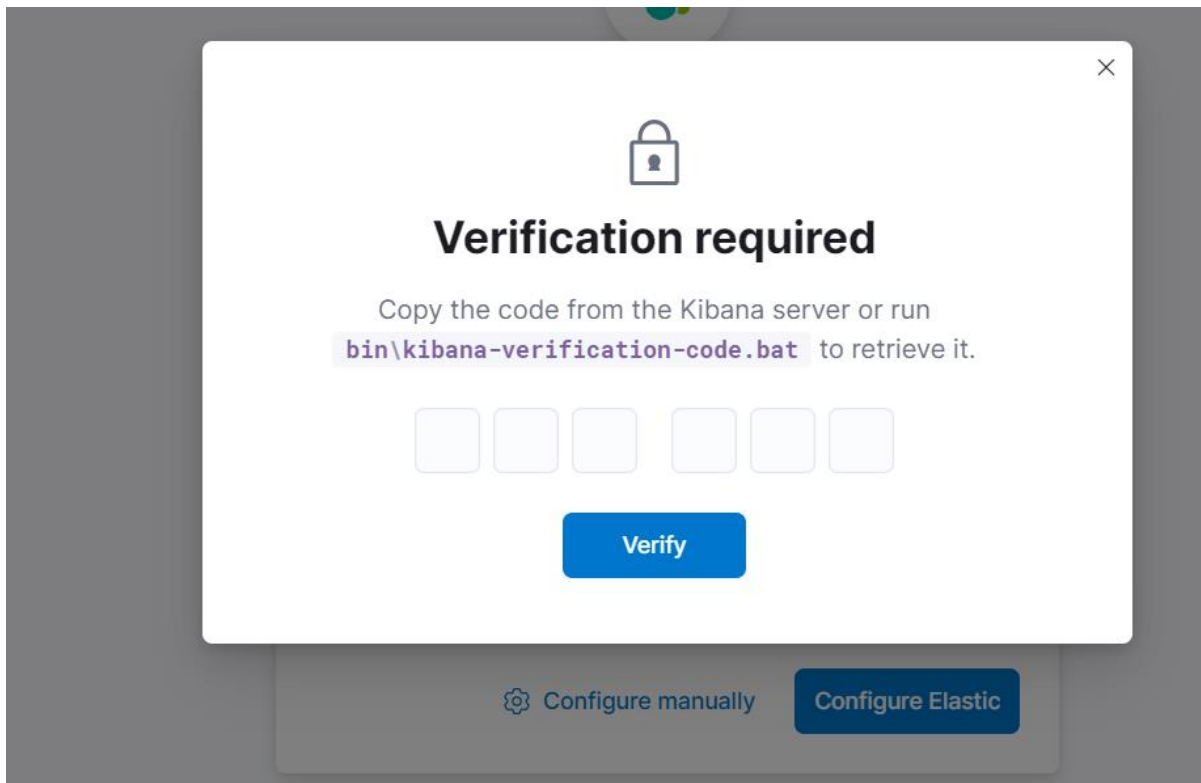 Verification required
Copy the code from the Kibana server or run
bin\kibana-verification-code.bat to retrieve it.
Verify
Configure manually
Configure Elastic